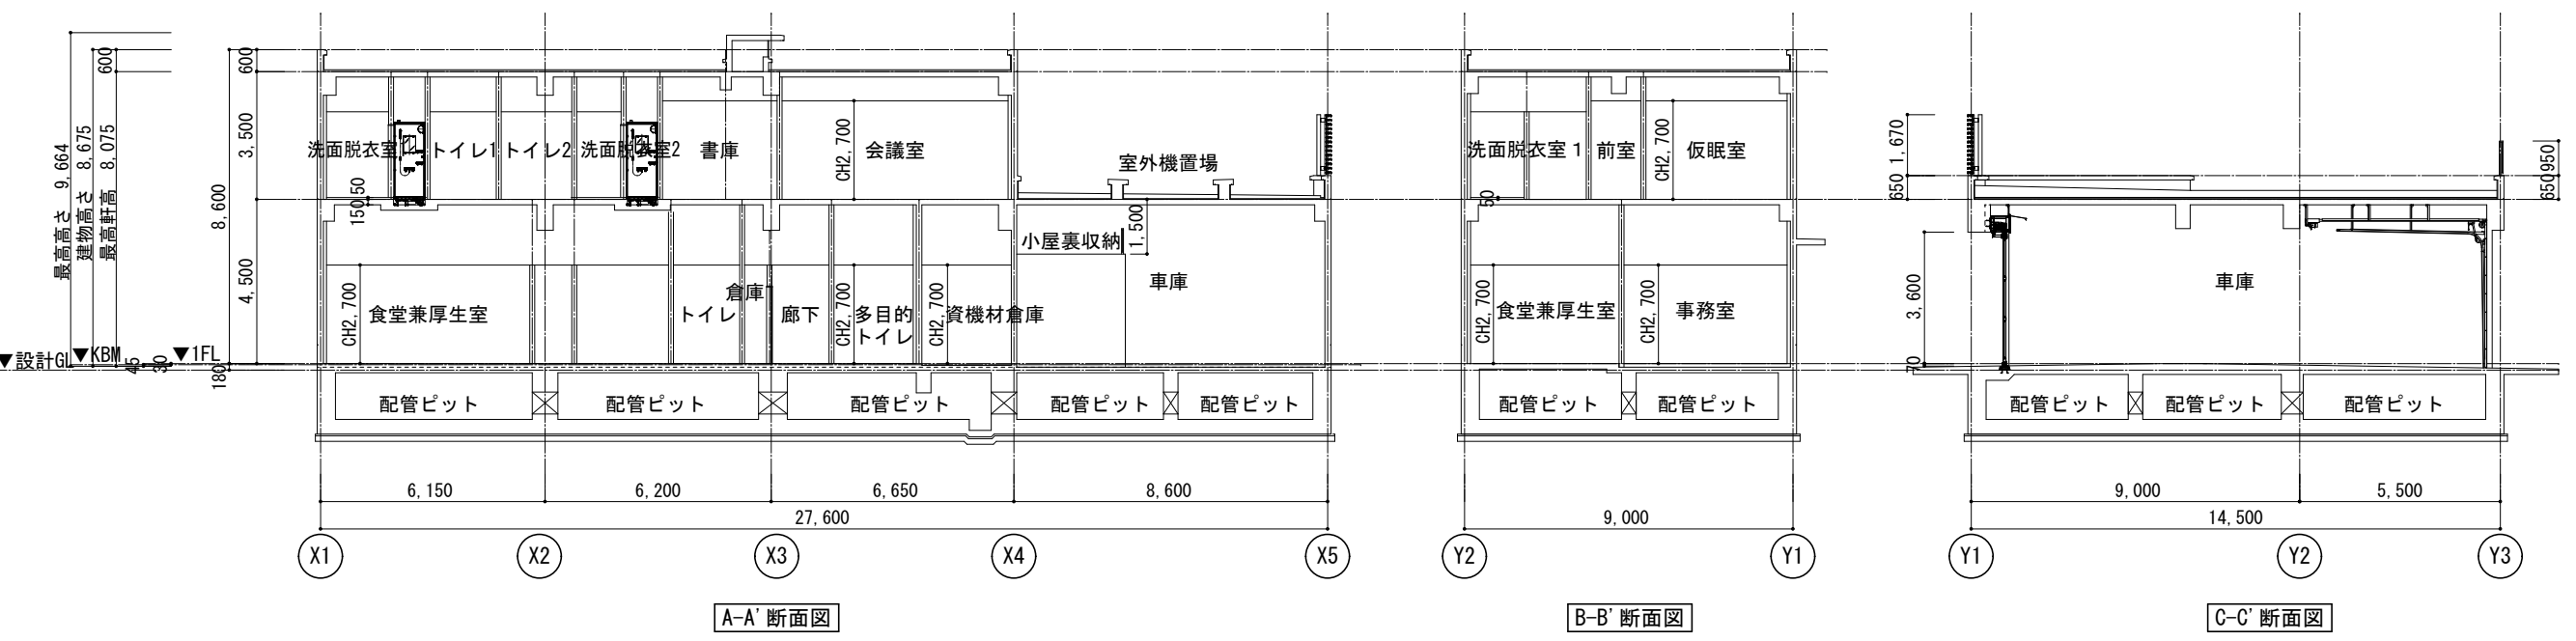 最高高さ 9,664
建物高さ 8,675
最高軒高 8,075
600
8,600
600
3,500
4,500
180
▼設計GL
▼KBM
▼1FL
45
30
洗面脱衣室1
トイレ1
トイレ2
洗面脱衣室2
書庫
CH2,700
会議室
室外機置場
150
50
小屋裏収納
1,500
車庫
食堂兼厚生室
CH2,700
トイレ
倉庫
廊下
CH2,700
多目的
トイレ
CH2,700
資機材倉庫
配管ピット
配管ピット
配管ピット
配管ピット
配管ピット
6,150
6,200
6,650
8,600
27,600
X1
X2
X3
X4
X5
A-A' 断面図
洗面脱衣室1
前室
CH2,700
仮眠室
50
CH2,700
食堂兼厚生室
CH2,700
事務室
配管ピット
配管ピット
9,000
Y2
Y1
B-B' 断面図
1,670
650
950
650
3,600
70
車庫
配管ピット
配管ピット
配管ピット
9,000
5,500
14,500
Y1
Y2
Y3
C-C' 断面図